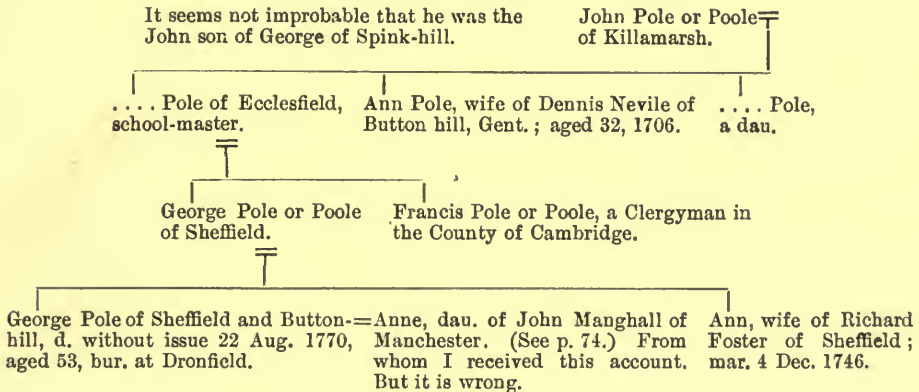 It seems not improbable that he was the
John son of George of Spink-hill.
John Pole or Poole=
of Killamarsh.
.... Pole of Ecclesfield,
school-master.
Ann Pole, wife of Dennis Nevile of
Button hill, Gent. ; aged 32, 1706.
.... Pole,
a dau.
George Pole or Poole
of Sheffield.
Francis Pole or Poole, a Clergyman in
the County of Cambridge.
George Pole of Sheffield and Button-=
hill, d. without issue 22 Aug. 1770,
aged 53, bur. at Dronfield.
Anne, dau. of John Manghall of
Manchester. (See p. 74.) From
whom I received this account.
But it is wrong.
Ann, wife of Richard
Foster of Sheffield ;
mar. 4 Dec. 1746.